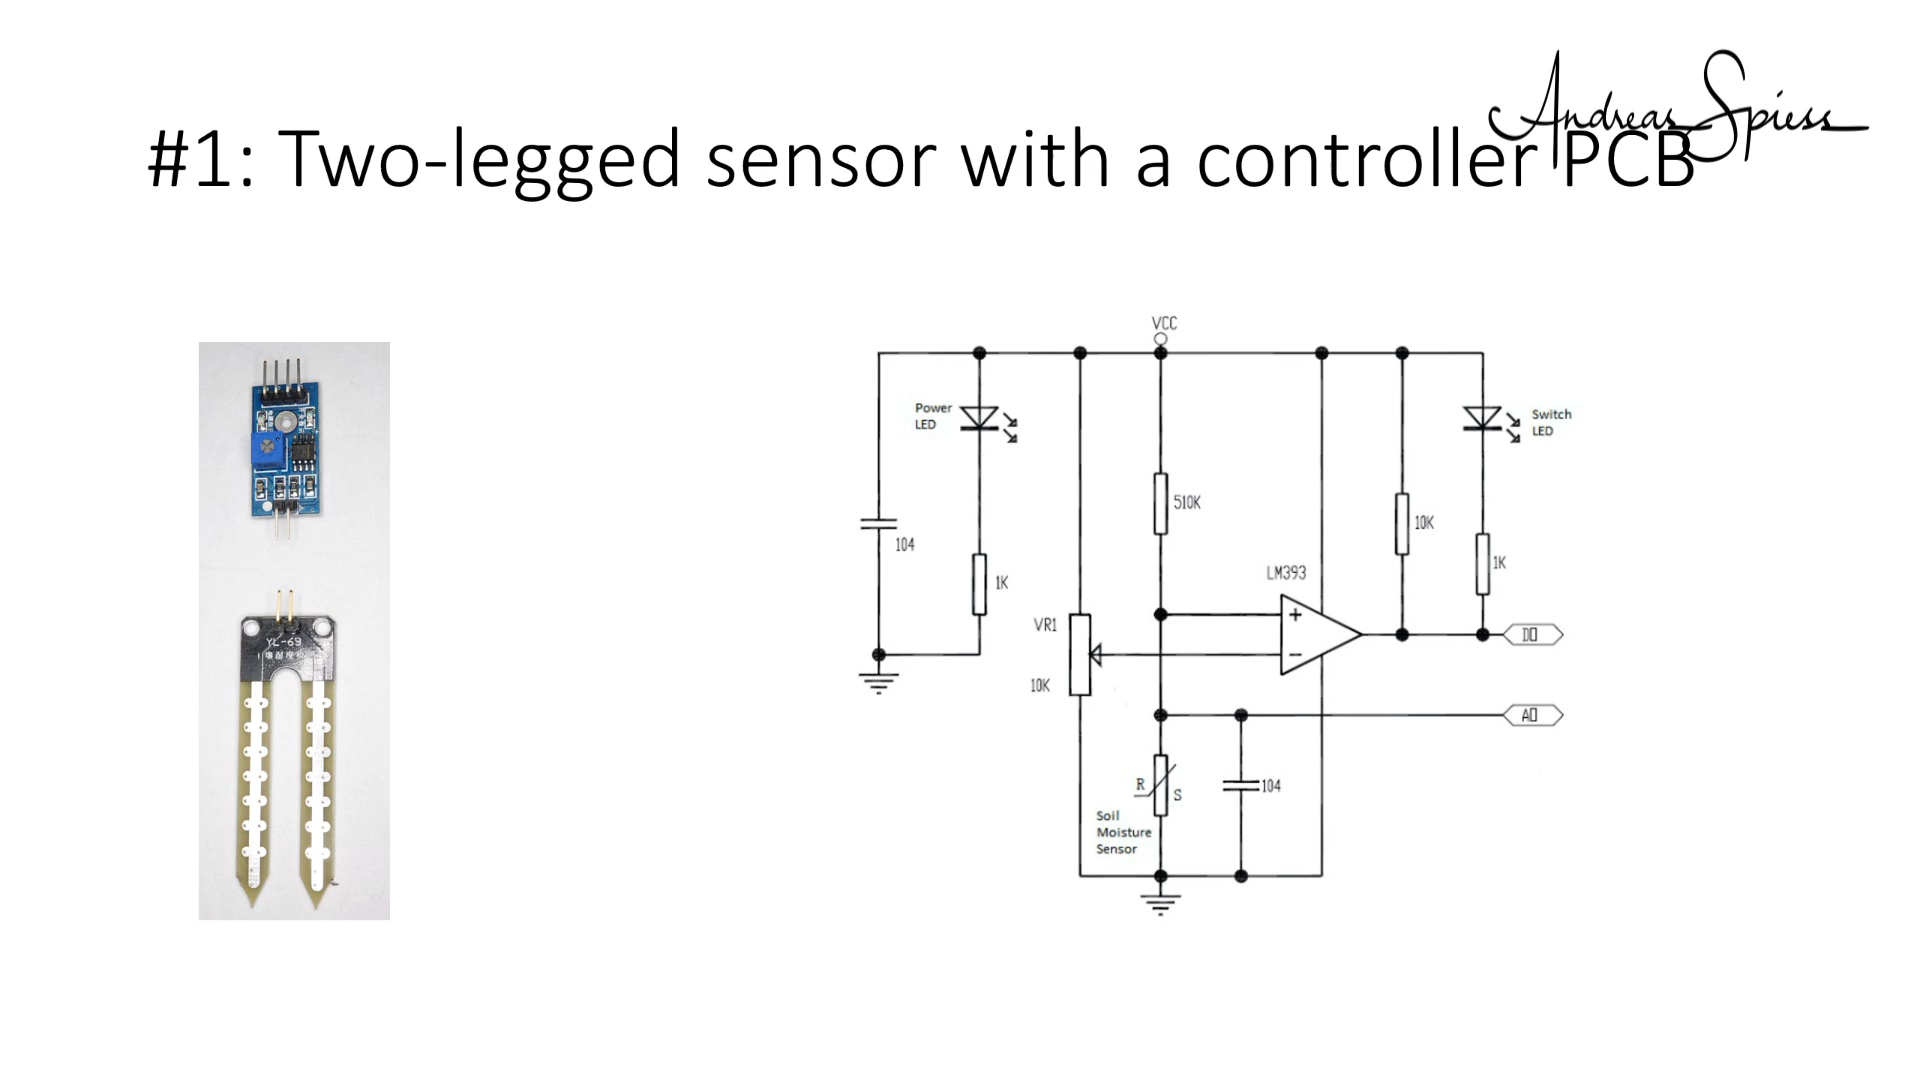 Andreas Spiess
#1: Two-legged sensor with a controller PCB
VCC
Power
LED
Switch
LED
510K
10K
104
1K
1K
LM393
+
VR1
DO
−
10K
AO
R
S
104
Soil
Moisture
Sensor
YL-69